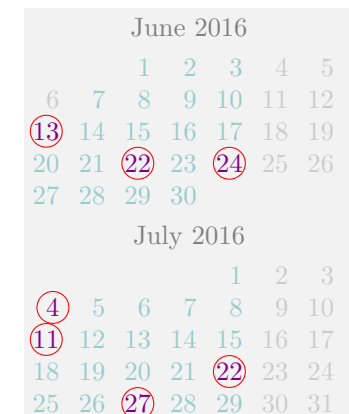 June 2016
1 2 3 4 5
6 7 8 9 10 11 12
13 14 15 16 17 18 19
20 21 22 23 24 25 26
27 28 29 30
July 2016
1 2 3
4 5 6 7 8 9 10
11 12 13 14 15 16 17
18 19 20 21 22 23 24
25 26 27 28 29 30 31